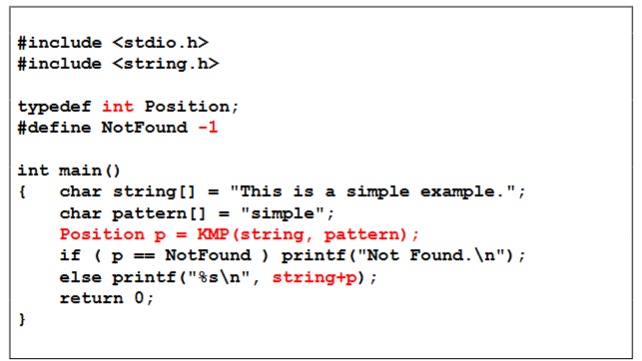 #include <stdio.h>
#include <string.h>
typedef int Position;
#define NotFound -1
int main()
{   char string[] = "This is a simple example.";
    char pattern[] = "simple";
    Position p = KMP(string, pattern);
    if ( p == NotFound ) printf("Not Found.\n");
    else printf("%s\n", string+p);
    return 0;
}